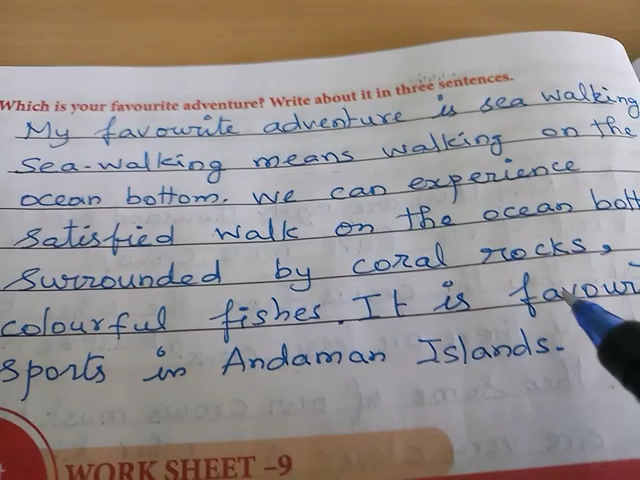 Which is your favourite adventure? Write about it in three sentences.
My favourite adventure is sea walking
Sea-walking means walking on the
ocean bottom. We can experience
satisfied walk on the ocean bott
surrounded by coral rocks,
colourful fishes. It is favour
sports in Andaman Islands.
WORK SHEET -9